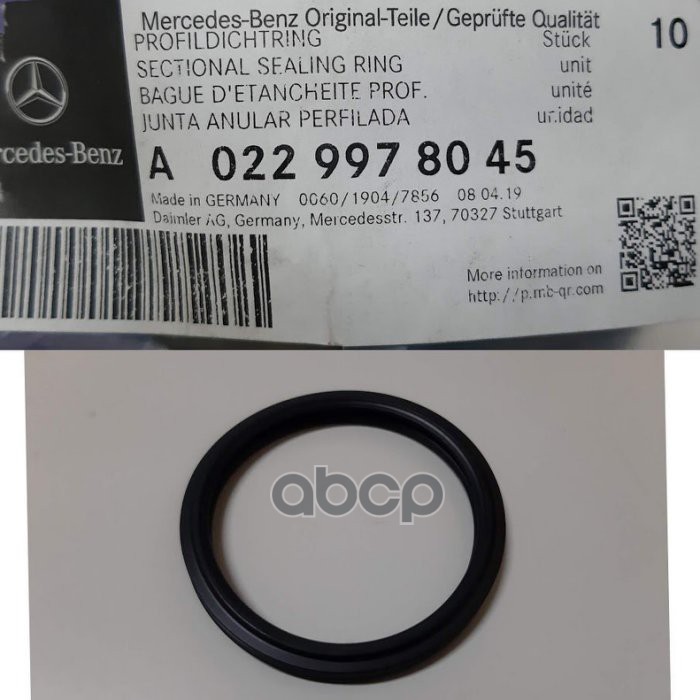 Mercedes-Benz Original-Teile/Geprüfte Qualität
PROFILDICHTRING Stück 10
SECTIONAL SEALING RING unit
BAGUE D'ETANCHEITE PROF. unité
JUNTA ANULAR PERFILADA unidad
rcedes-Benz
A 022 997 80 45
Made in GERMANY 0060/1904/7856 08 04.19
Daimler AG, Germany, Mercedesstr. 137, 70327 Stuttgart
More information on
http://p.mb-qr.com
abcp